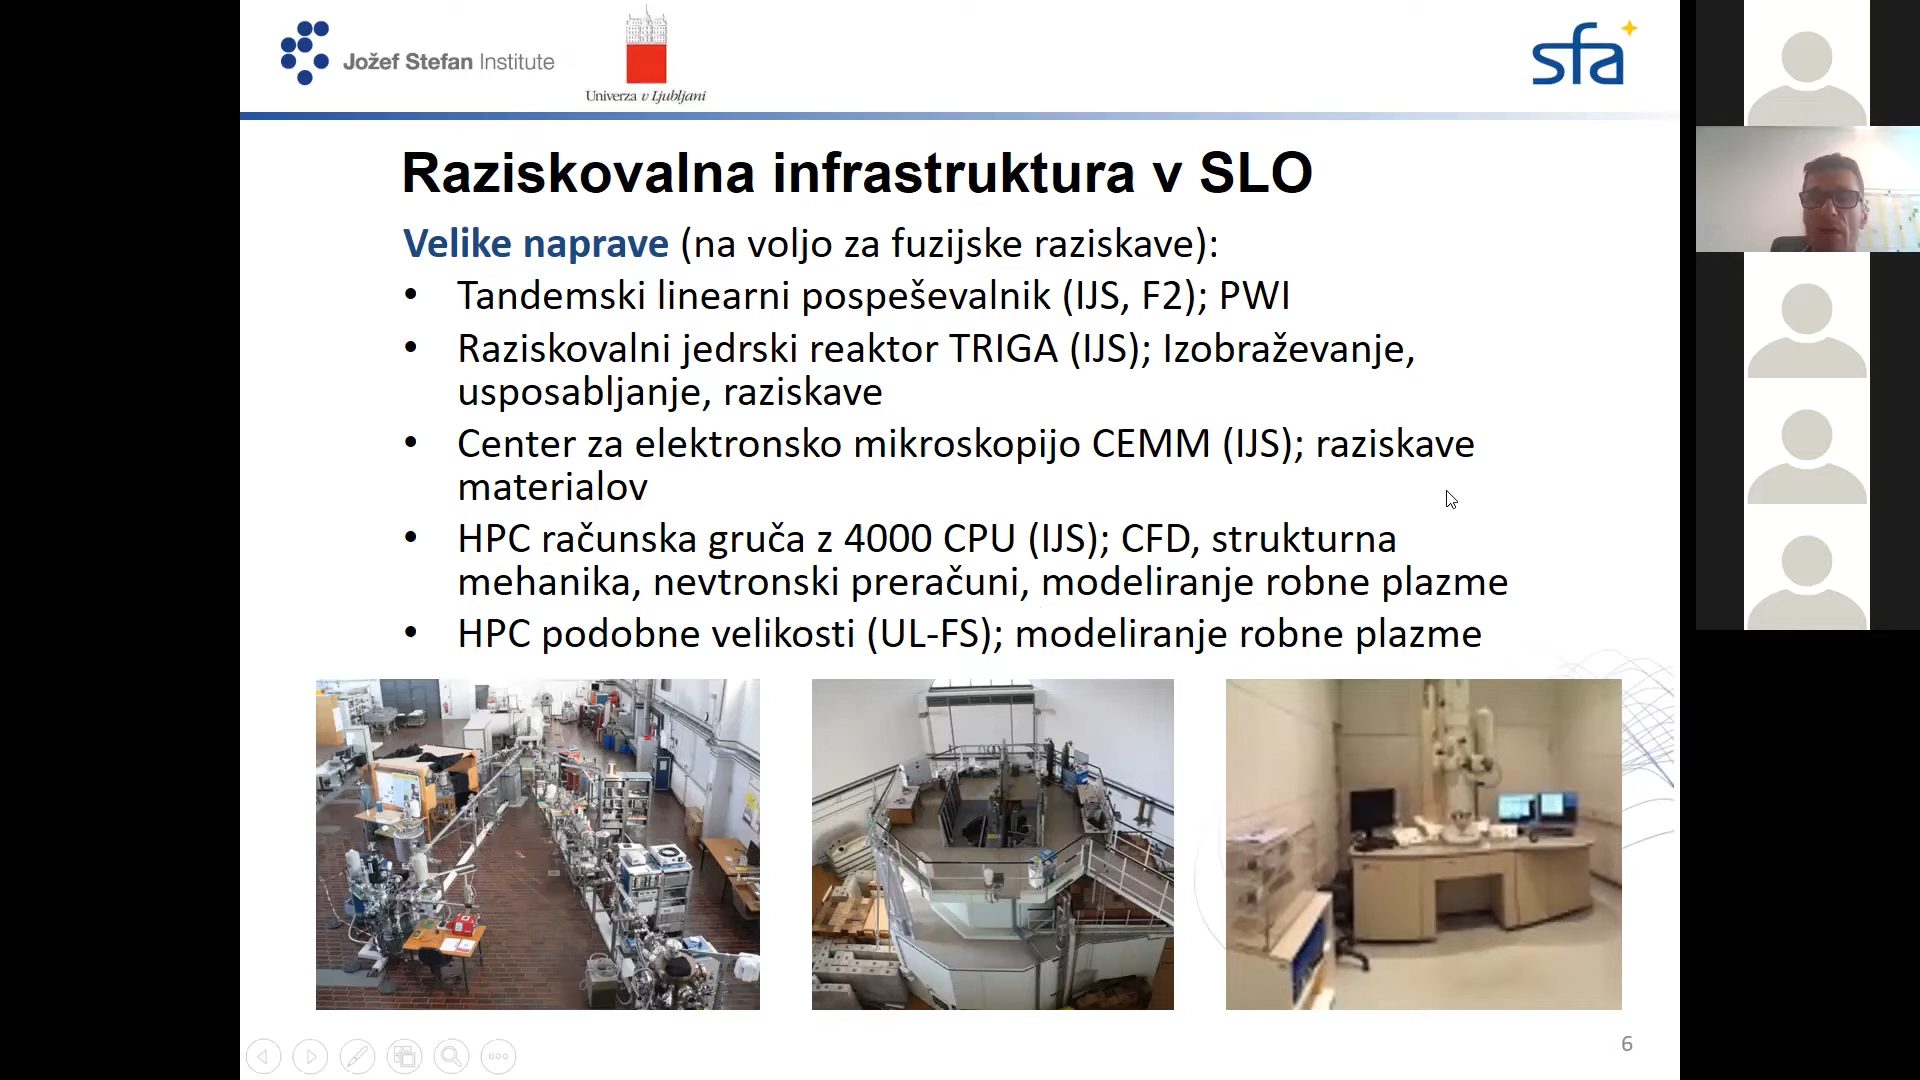 Jožef Stefan Institute
Univerza v Ljubljani
sfa
Raziskovalna infrastruktura v SLO
Velike naprave (na voljo za fuzijske raziskave):
• Tandemski linearni pospeševalnik (IJS, F2); PWI
• Raziskovalni jedrski reaktor TRIGA (IJS); Izobraževanje,
usposabljanje, raziskave
• Center za elektronsko mikroskopijo CEMM (IJS); raziskave
materialov
• HPC računska gruča z 4000 CPU (IJS); CFD, strukturna
mehanika, nevtronski preračuni, modeliranje robne plazme
• HPC podobne velikosti (UL-FS); modeliranje robne plazme
6